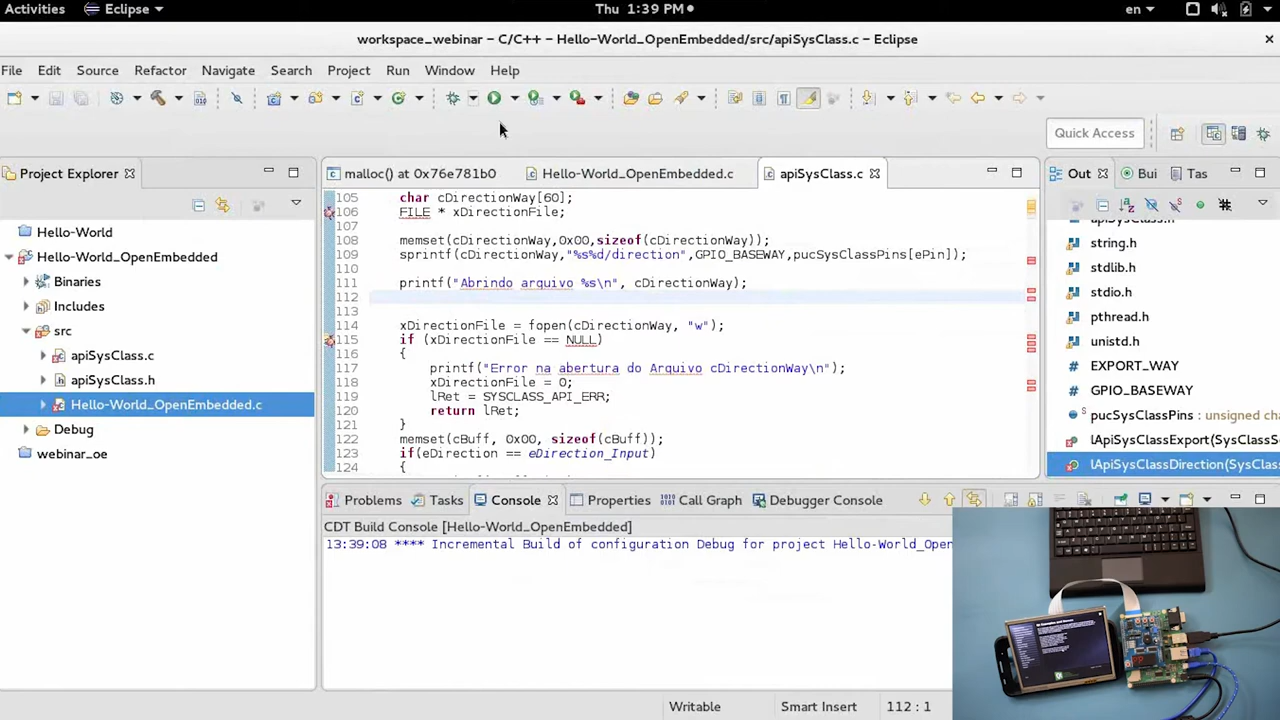 Activities Eclipse Thu 1:39 PM en
workspace_webinar – C/C++ – Hello-World_OpenEmbedded/src/apiSysClass.c – Eclipse
File Edit Source Refactor Navigate Search Project Run Window Help
Quick Access
Project Explorer
malloc() at 0x76e781b0 Hello-World_OpenEmbedded.c apiSysClass.c
Out Bui Tas
Hello-World
Hello-World_OpenEmbedded
Binaries
Includes
src
apiSysClass.c
apiSysClass.h
Hello-World_OpenEmbedded.c
Debug
webinar_oe
105 char cDirectionWay[60];
106 FILE * xDirectionFile;
107
108 memset(cDirectionWay,0x00,sizeof(cDirectionWay));
109 sprintf(cDirectionWay,"%s%d/direction",GPIO_BASEWAY,pucSysClassPins[ePin]);
110
111 printf("Abrindo arquivo %s\n", cDirectionWay);
112
113
114 xDirectionFile = fopen(cDirectionWay, "w");
115 if (xDirectionFile == NULL)
116 {
117 printf("Error na abertura do Arquivo cDirectionWay\n");
118 xDirectionFile = 0;
119 lRet = SYSCLASS_API_ERR;
120 return lRet;
121 }
122 memset(cBuff, 0x00, sizeof(cBuff));
123 if(eDirection == eDirection_Input)
124 {
string.h
stdlib.h
stdio.h
pthread.h
unistd.h
EXPORT_WAY
GPIO_BASEWAY
pucSysClassPins : unsigned char
lApiSysClassExport(SysClassS
lApiSysClassDirection(SysClass
Problems Tasks Console Properties Call Graph Debugger Console
CDT Build Console [Hello-World_OpenEmbedded]
13:39:08 **** Incremental Build of configuration Debug for project Hello-World_Open
Writable Smart Insert 112 : 1